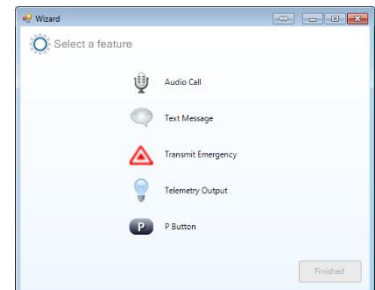 Wizard
Select a feature
Audio Call
Text Message
Transmit Emergency
Telemetry Output
P P Button
Finished